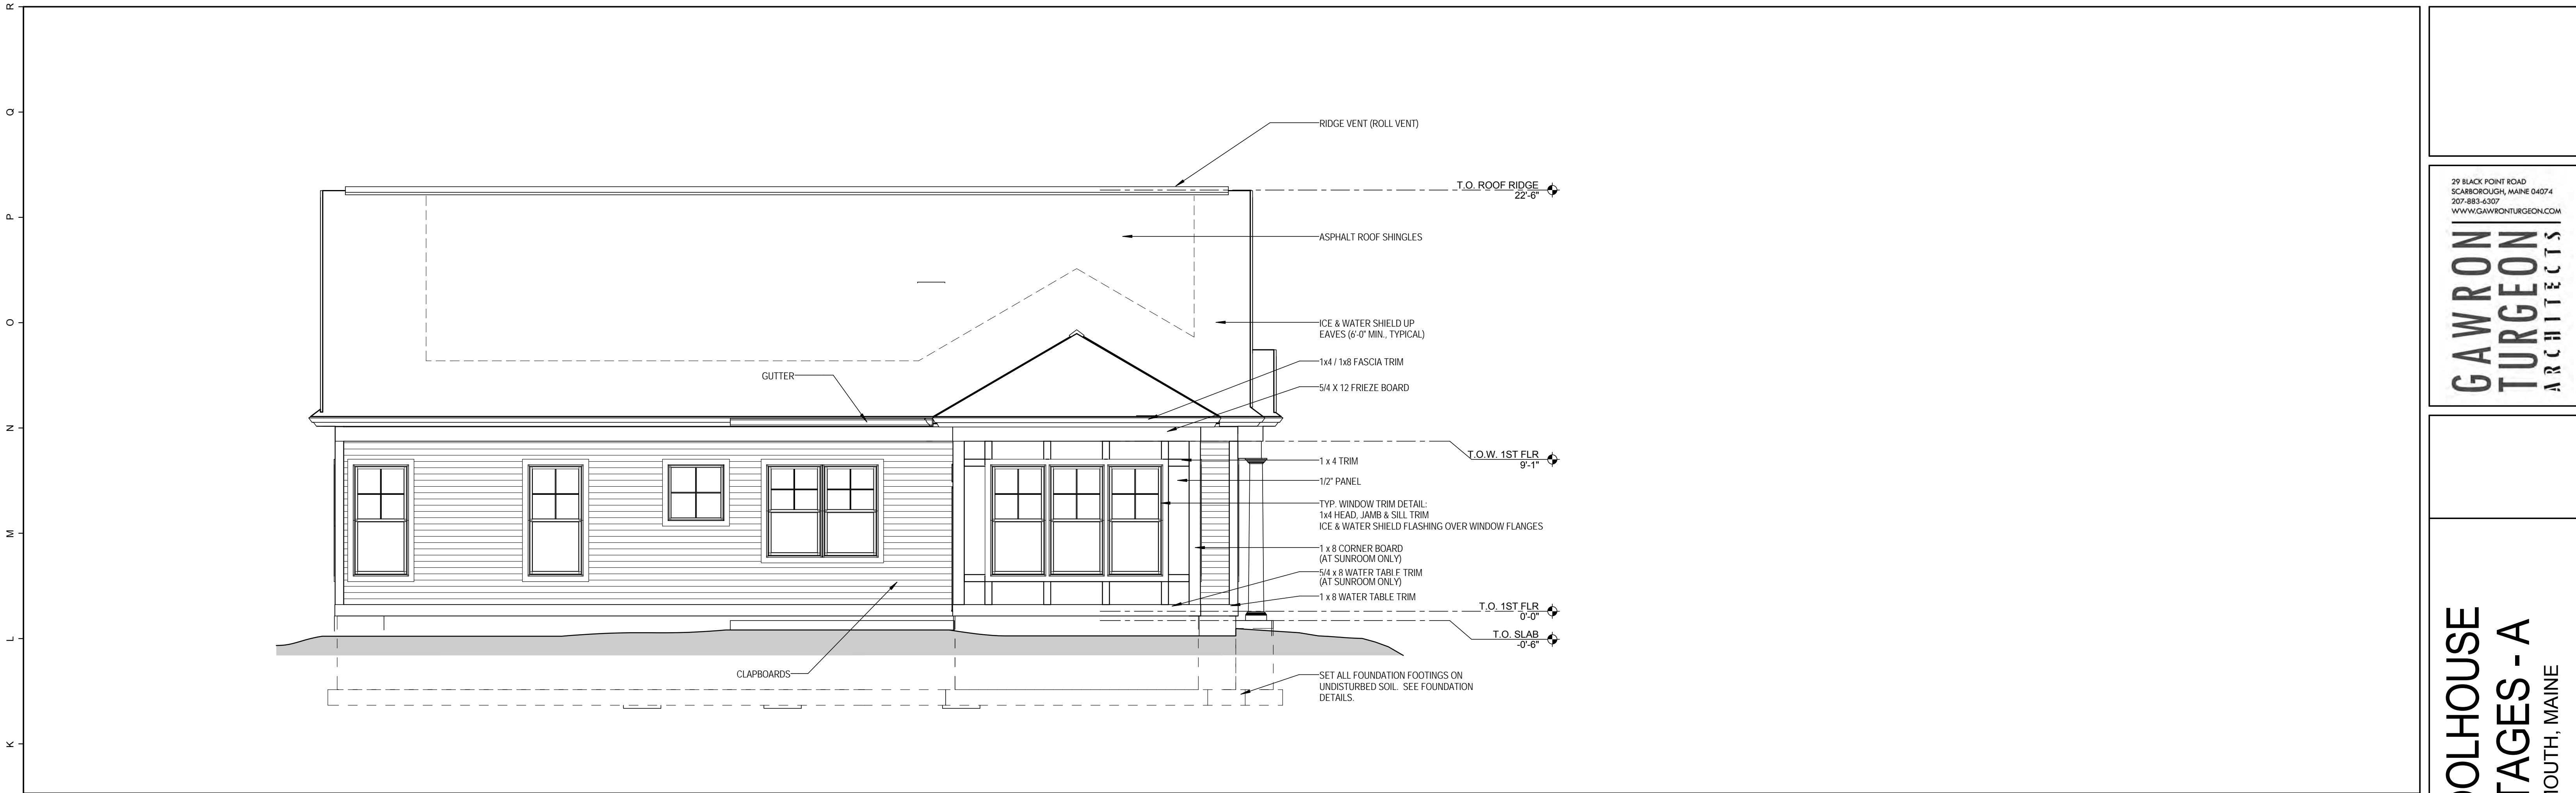 R
Q
P
O
N
M
L
K
RIDGE VENT (ROLL VENT)
T.O. ROOF RIDGE
22'-6"
ASPHALT ROOF SHINGLES
ICE & WATER SHIELD UP
EAVES (6'-0" MIN., TYPICAL)
1x4 / 1x8 FASCIA TRIM
GUTTER
5/4 X 12 FRIEZE BOARD
T.O.W. 1ST FLR
9'-1"
1 x 4 TRIM
1/2" PANEL
TYP. WINDOW TRIM DETAIL:
1x4 HEAD, JAMB & SILL TRIM
ICE & WATER SHIELD FLASHING OVER WINDOW FLANGES
1 x 8 CORNER BOARD
(AT SUNROOM ONLY)
5/4 x 8 WATER TABLE TRIM
(AT SUNROOM ONLY)
1 x 8 WATER TABLE TRIM
T.O. 1ST FLR
0'-0"
T.O. SLAB
-0'-6"
CLAPBOARDS
SET ALL FOUNDATION FOOTINGS ON
UNDISTURBED SOIL. SEE FOUNDATION
DETAILS.
29 BLACK POINT ROAD
SCARBOROUGH, MAINE 04074
207-883-6307
WWW.GAWRONTURGEON.COM
GAWRON
TURGEON
ARCHITECTS
OOLHOUSE
TAGES - A
MOUTH, MAINE